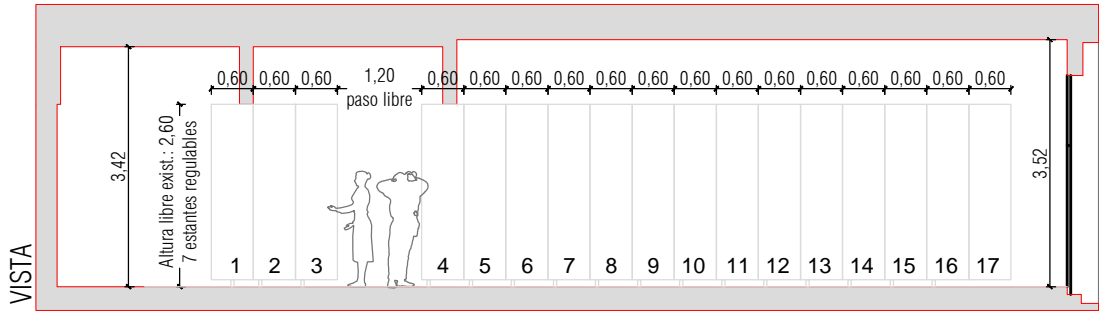 0,60 0,60 0,60 1,20 0,60 0,60 0,60 0,60 0,60 0,60 0,60 0,60 0,60 0,60 0,60 0,60 0,60 0,60
paso libre
3,42
Altura libre exist.: 2,60
7 estantes regulables
3,52
1 2 3 4 5 6 7 8 9 10 11 12 13 14 15 16 17
VISTA